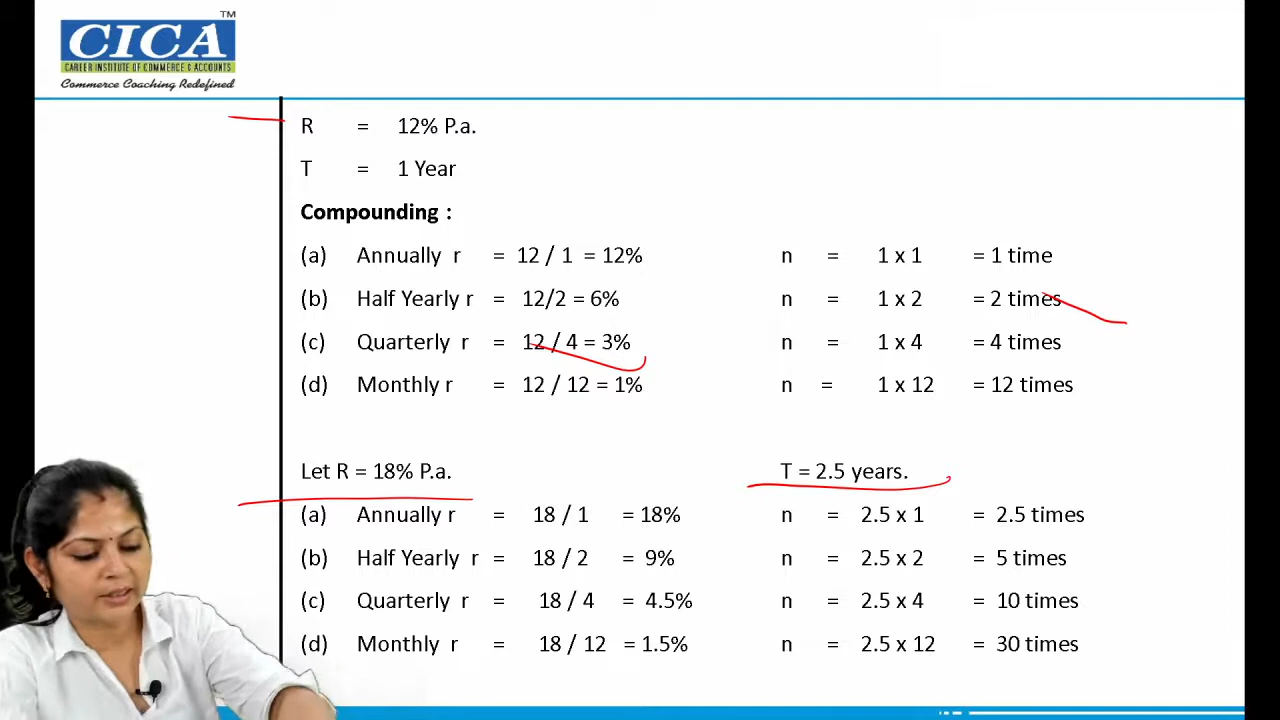 TM
CICA
CAREER INSTITUTE OF COMMERCE & ACCOUNTS
Commerce Coaching Redefined
R = 12% P.a.
T = 1 Year
Compounding :
(a) Annually r = 12 / 1 = 12% n = 1 x 1 = 1 time
(b) Half Yearly r = 12/2 = 6% n = 1 x 2 = 2 times
(c) Quarterly r = 12 / 4 = 3% n = 1 x 4 = 4 times
(d) Monthly r = 12 / 12 = 1% n = 1 x 12 = 12 times
Let R = 18% P.a. T = 2.5 years.
(a) Annually r = 18 / 1 = 18% n = 2.5 x 1 = 2.5 times
(b) Half Yearly r = 18 / 2 = 9% n = 2.5 x 2 = 5 times
(c) Quarterly r = 18 / 4 = 4.5% n = 2.5 x 4 = 10 times
(d) Monthly r = 18 / 12 = 1.5% n = 2.5 x 12 = 30 times